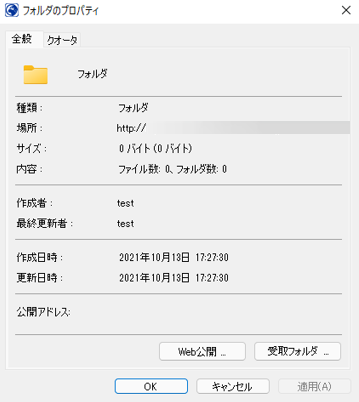 フォルダのプロパティ
全般 クオータ
フォルダ
種類: フォルダ
場所: http://
サイズ: 0 バイト (0 バイト)
内容: ファイル数: 0、フォルダ数: 0
作成者: test
最終更新者: test
作成日時: 2021年10月13日 17:27:30
更新日時: 2021年10月13日 17:27:30
公開アドレス:
Web公開 ... 受取フォルダ ...
OK キャンセル 適用(A)